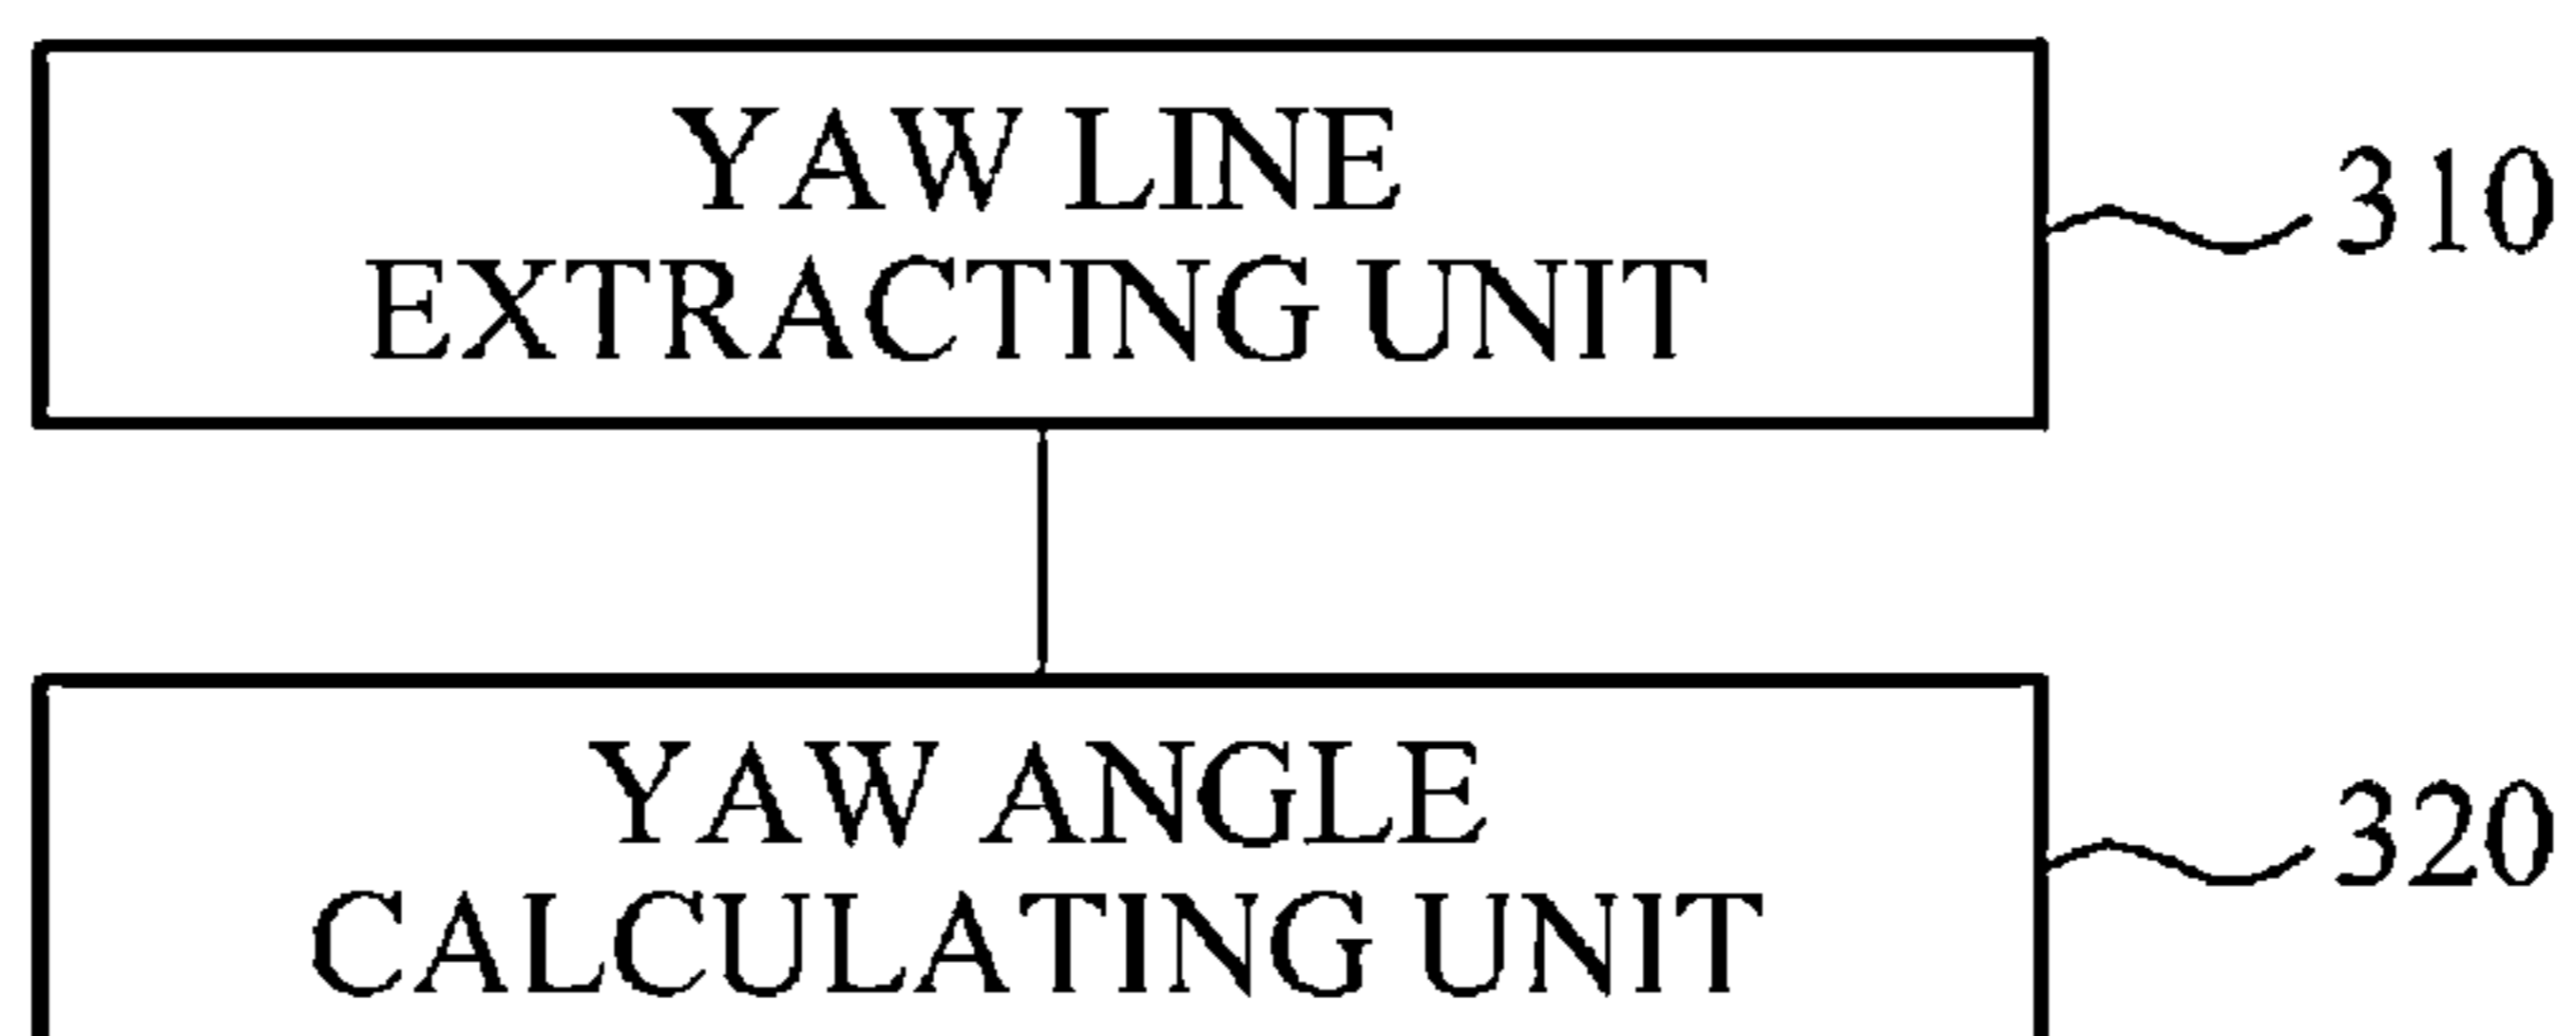 YAW LINE
EXTRACTING UNIT
310
YAW ANGLE
CALCULATING UNIT
320